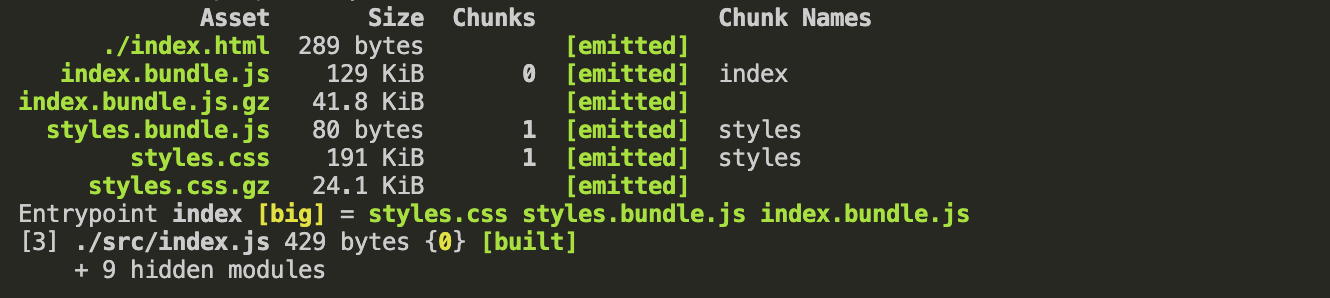 Asset Size Chunks Chunk Names
./index.html 289 bytes [emitted]
index.bundle.js 129 KiB 0 [emitted] index
index.bundle.js.gz 41.8 KiB [emitted]
styles.bundle.js 80 bytes 1 [emitted] styles
styles.css 191 KiB 1 [emitted] styles
styles.css.gz 24.1 KiB [emitted]
Entrypoint index [big] = styles.css styles.bundle.js index.bundle.js
[3] ./src/index.js 429 bytes {0} [built]
+ 9 hidden modules